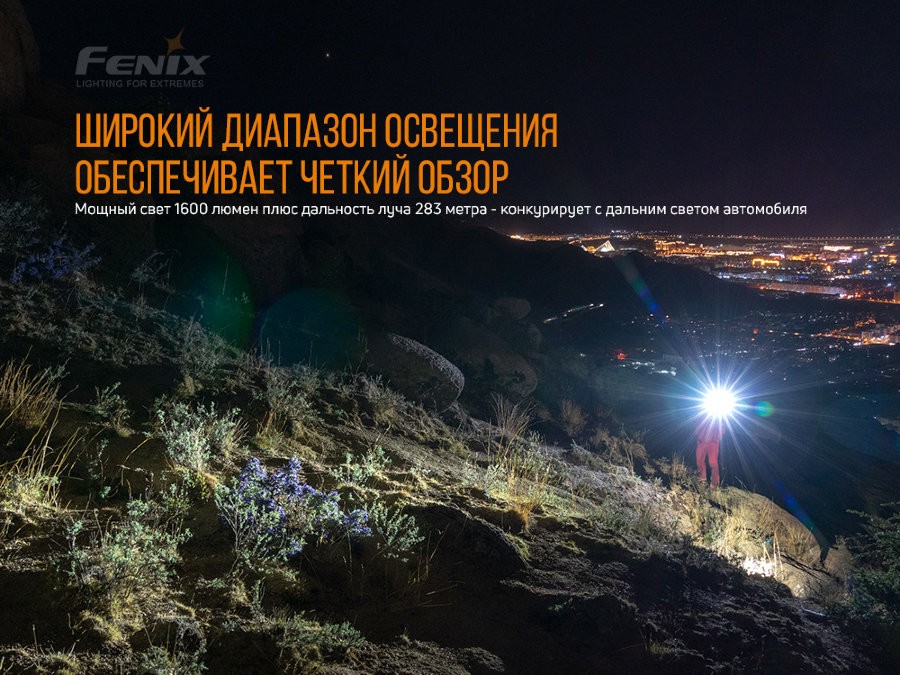 FENIX
LIGHTING FOR EXTREMES
ШИРОКИЙ ДИАПАЗОН ОСВЕЩЕНИЯ
ОБЕСПЕЧИВАЕТ ЧЕТКИЙ ОБЗОР
Мощный свет 1600 люмен плюс дальность луча 283 метра - конкурирует с дальним светом автомобиля